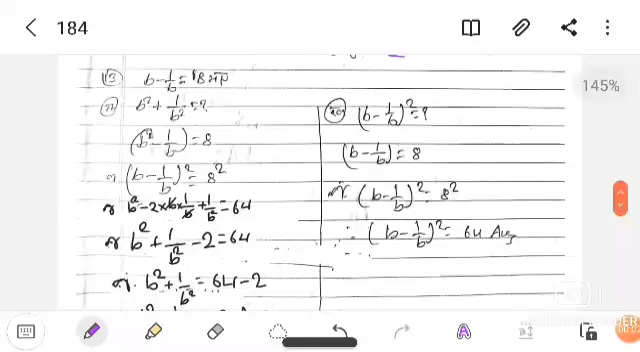 184
145%
b - 1/b = 8
b² + 1/b² = ?
(b² - 1/b) = 8
(b - 1/b)² = 8²
b² - 2×b×1/b + 1/b² = 64
b² + 1/b² - 2 = 64
b² + 1/b² = 64 - 2
(b - 1/b)² = ?
(b - 1/b) = 8
(b - 1/b)² = 8²
∴ (b - 1/b)² = 64 Ans